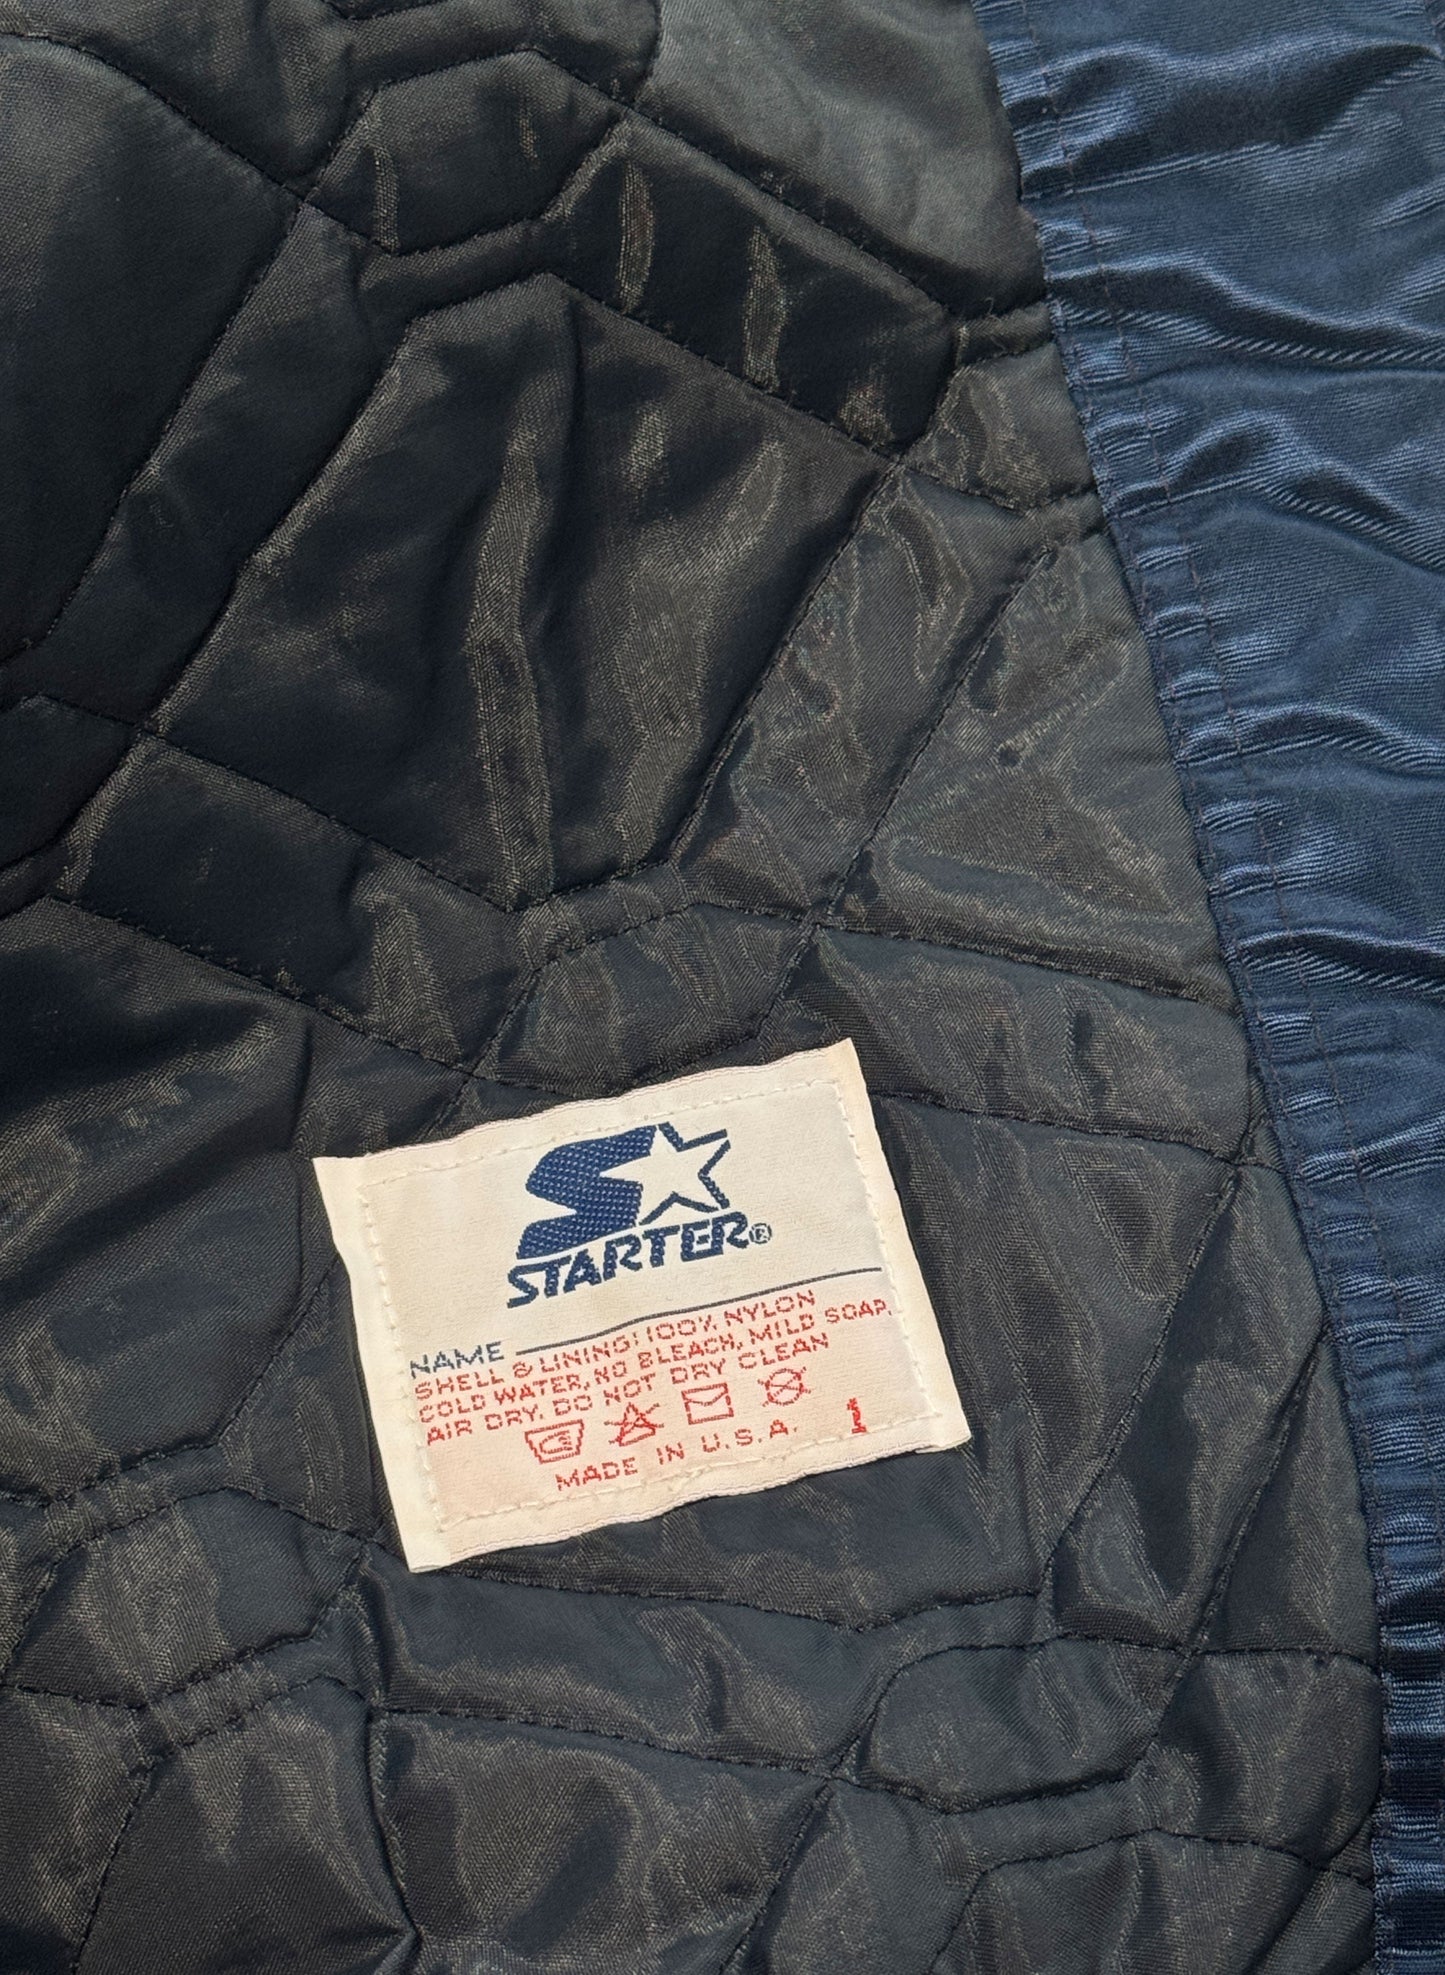 STARTER®
NAME
SHELL & LINING: 100% NYLON
COLD WATER, NO BLEACH, MILD SOAP.
AIR DRY. DO NOT DRY CLEAN
MADE IN U.S.A. 1